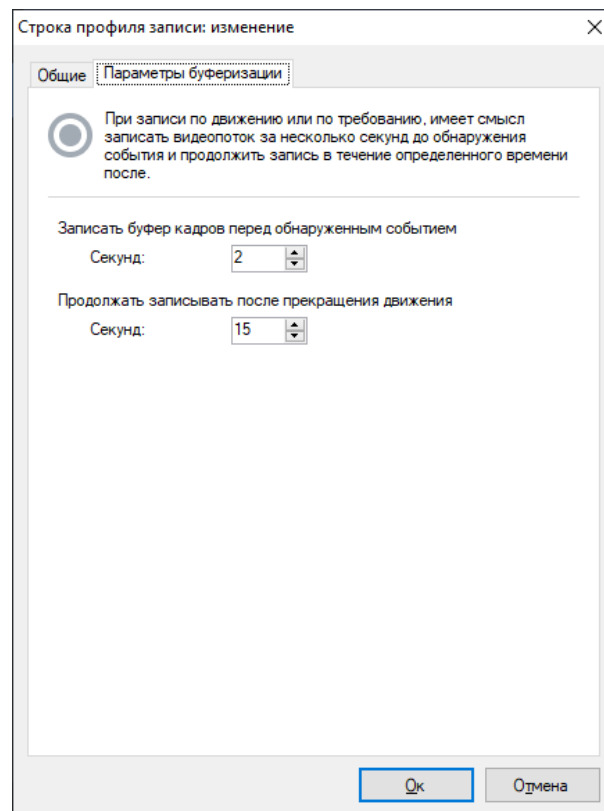 Строка профиля записи: изменение
Общие
Параметры буферизации
При записи по движению или по требованию, имеет смысл
записать видеопоток за несколько секунд до обнаружения
события и продолжить запись в течение определенного времени
после.
Записать буфер кадров перед обнаруженным событием
Секунд: 2
Продолжать записывать после прекращения движения
Секунд: 15
Ок
Отмена